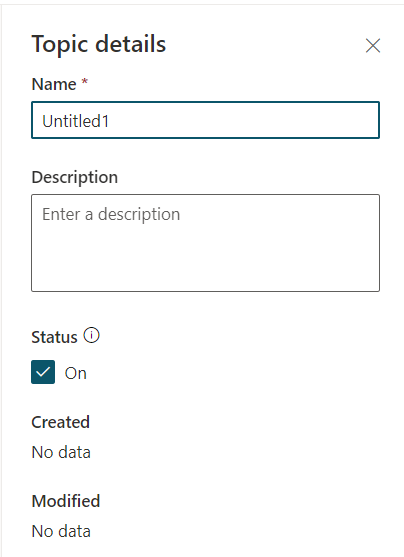 Topic details
Name *
Untitled1
Description
Enter a description
Status
On
Created
No data
Modified
No data